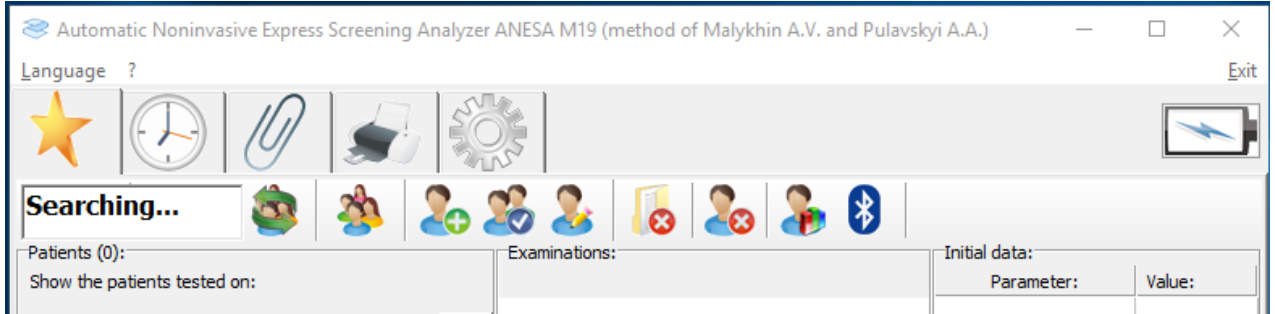 Automatic Noninvasive Express Screening Analyzer ANESA M19 (method of Malykhin A.V. and Pulavskyi A.A.)
Language ? Exit
Searching...
Patients (0): Examinations: Initial data:
Show the patients tested on: Parameter: Value: